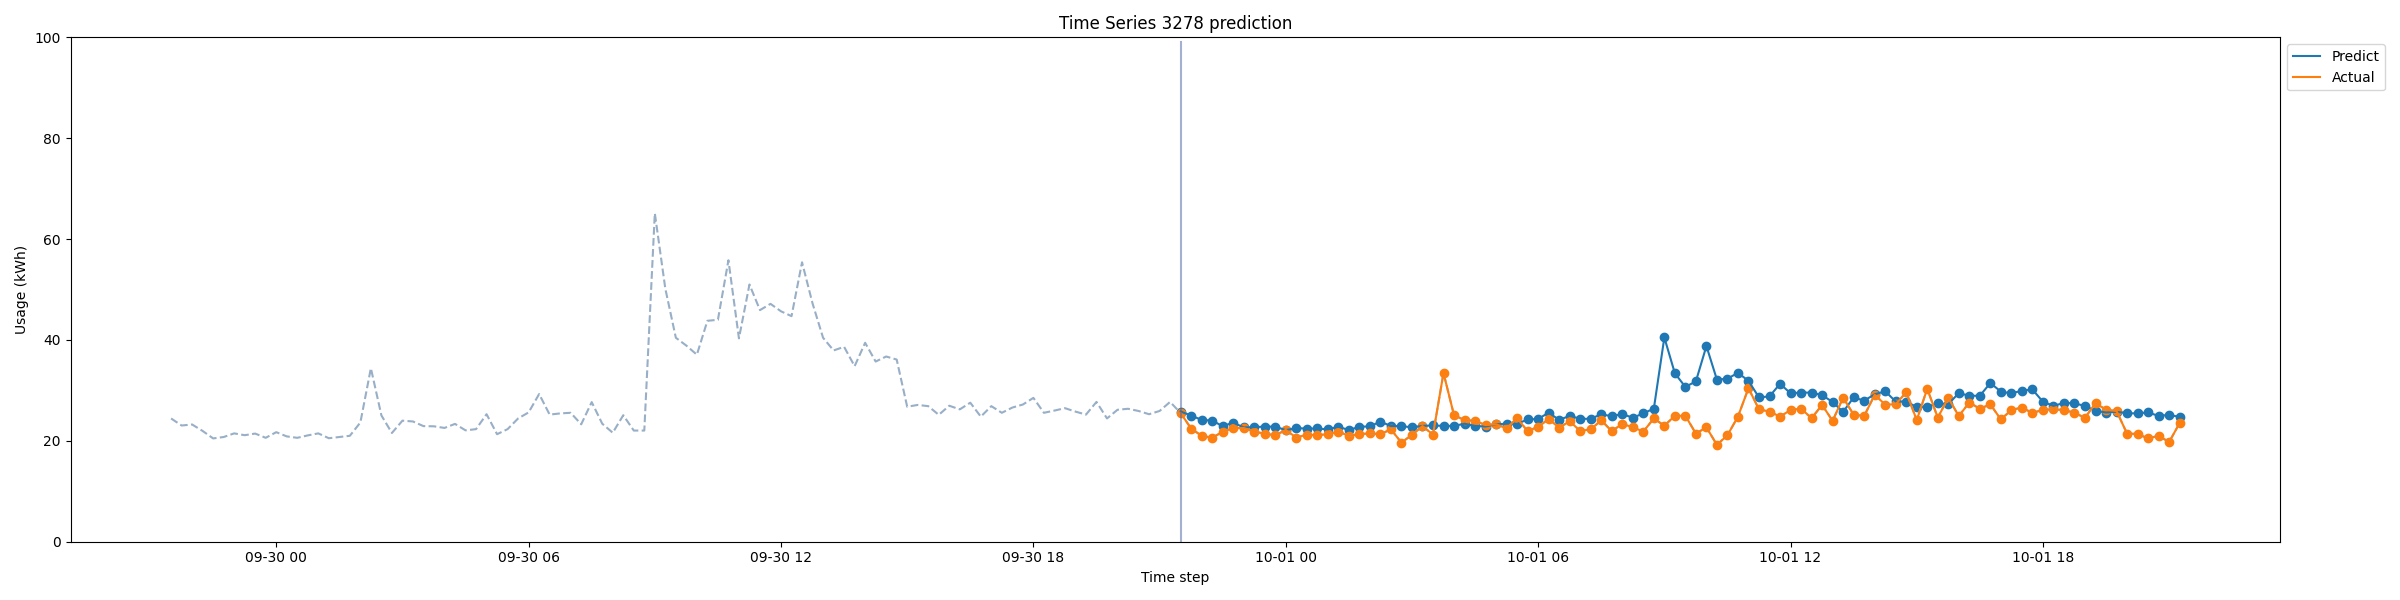 Time Series 3278 prediction
100
80
60
40
20
0
Usage (kWh)
09-30 00
09-30 06
09-30 12
09-30 18
10-01 00
10-01 06
10-01 12
10-01 18
Time step
Predict
Actual